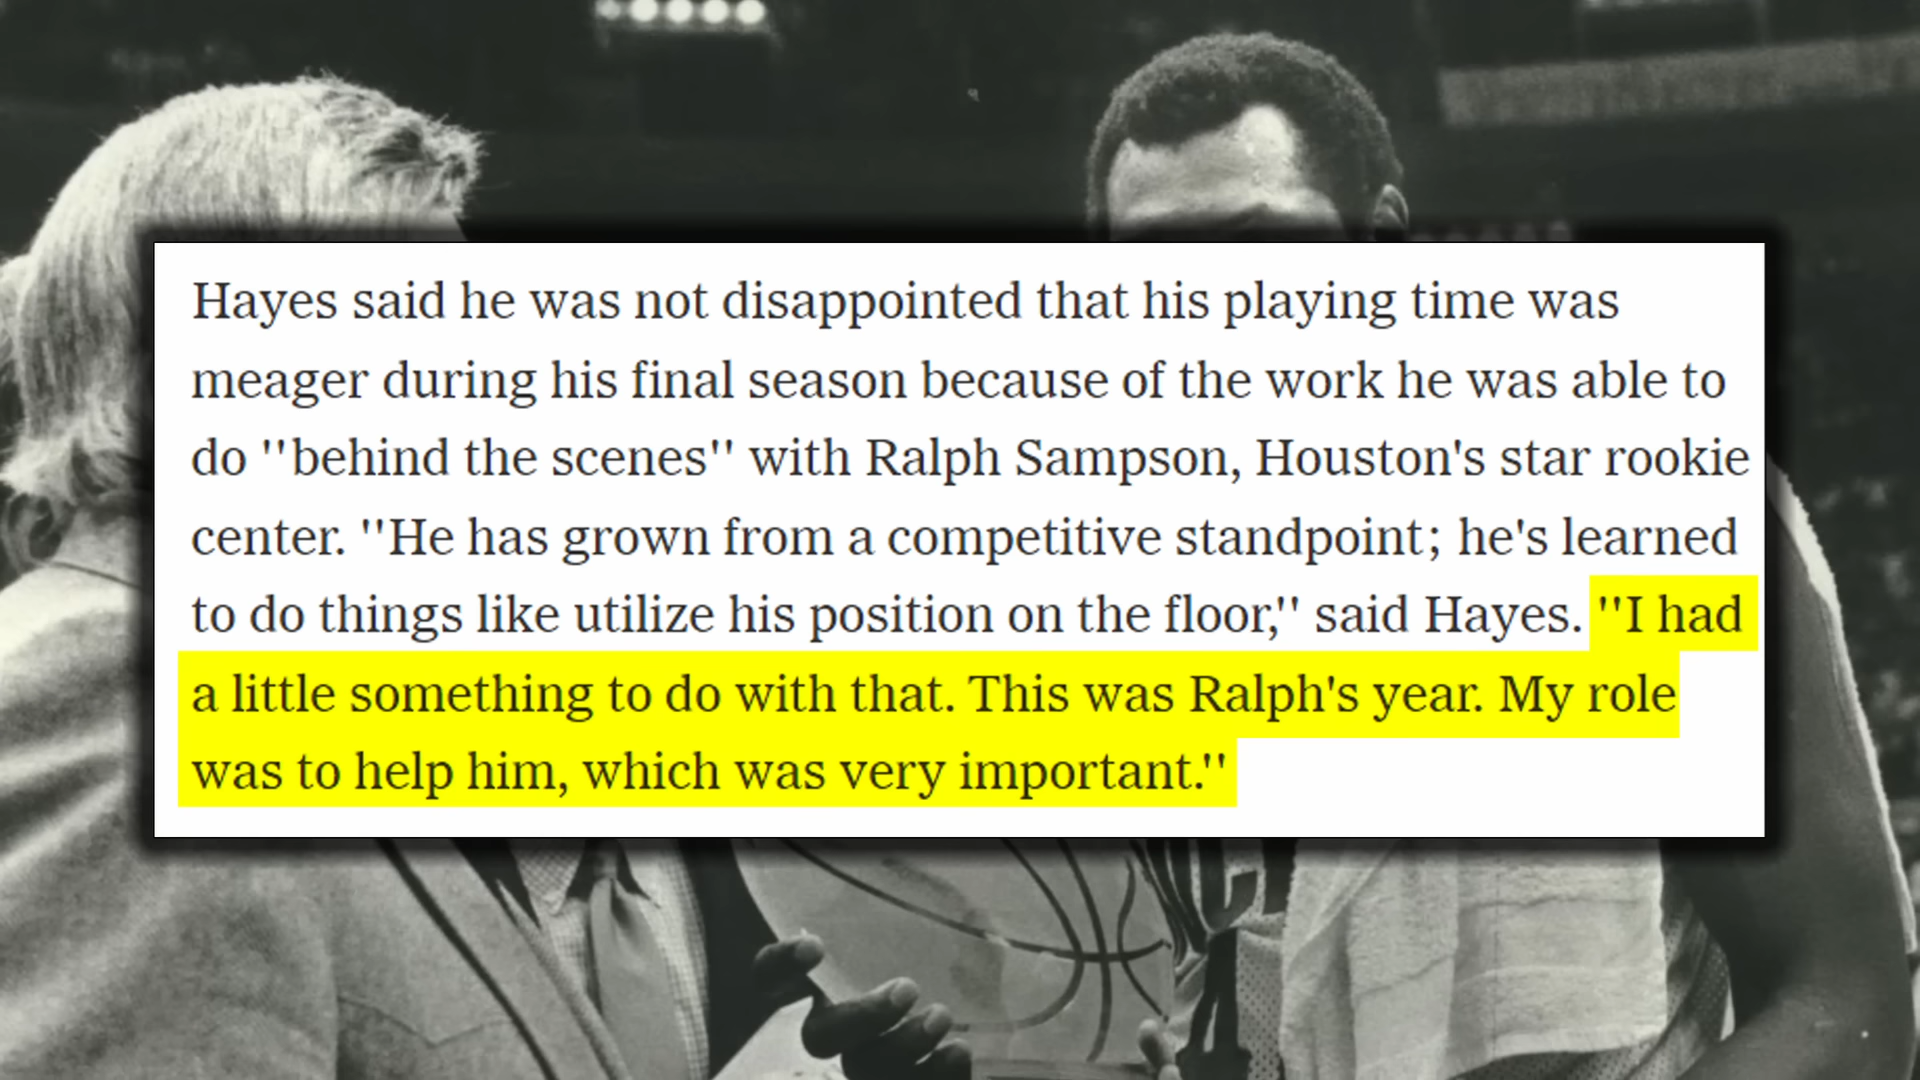 Hayes said he was not disappointed that his playing time was
meager during his final season because of the work he was able to
do ''behind the scenes'' with Ralph Sampson, Houston's star rookie
center. ''He has grown from a competitive standpoint; he's learned
to do things like utilize his position on the floor,'' said Hayes. ''I had
a little something to do with that. This was Ralph's year. My role
was to help him, which was very important.''